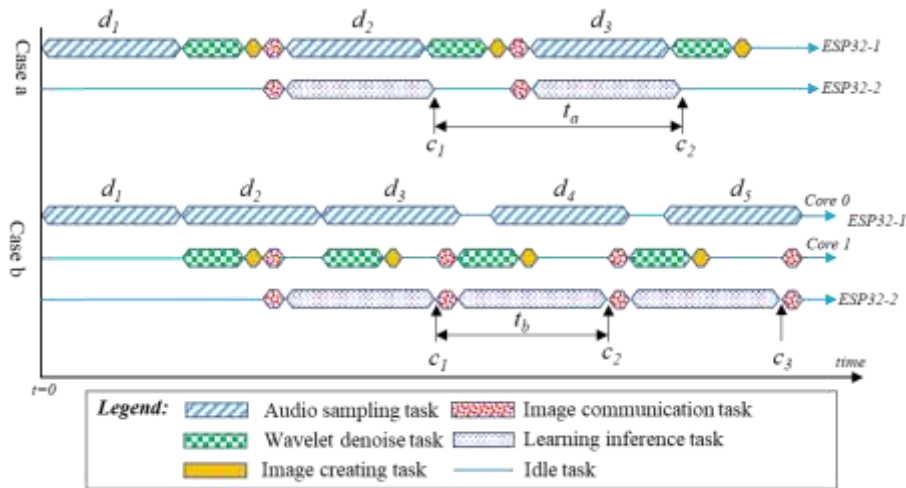 d1 d2 d3
Case a
ESP32-1
ESP32-2
ta
c1 c2
d1 d2 d3 d4 d5
Case b
Core 0
ESP32-1
Core 1
ESP32-2
tb
c1 c2 c3
time
t=0
Legend:
Audio sampling task
Image communication task
Wavelet denoise task
Learning inference task
Image creating task
Idle task